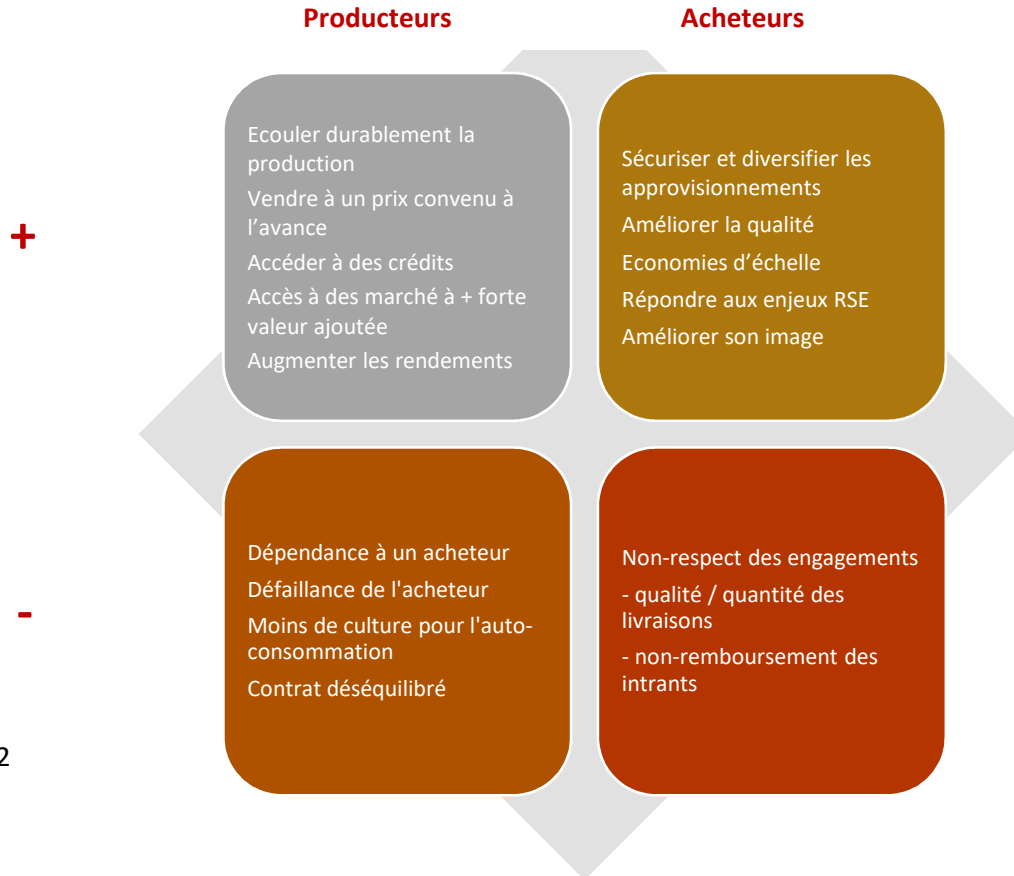 Producteurs
Acheteurs
+
Ecouler durablement la
production
Vendre à un prix convenu à
l’avance
Accéder à des crédits
Accès à des marché à + forte
valeur ajoutée
Augmenter les rendements
Sécuriser et diversifier les
approvisionnements
Améliorer la qualité
Economies d’échelle
Répondre aux enjeux RSE
Améliorer son image
-
Dépendance à un acheteur
Défaillance de l'acheteur
Moins de culture pour l'auto-
consommation
Contrat déséquilibré
Non-respect des engagements
- qualité / quantité des
livraisons
- non-remboursement des
intrants
2